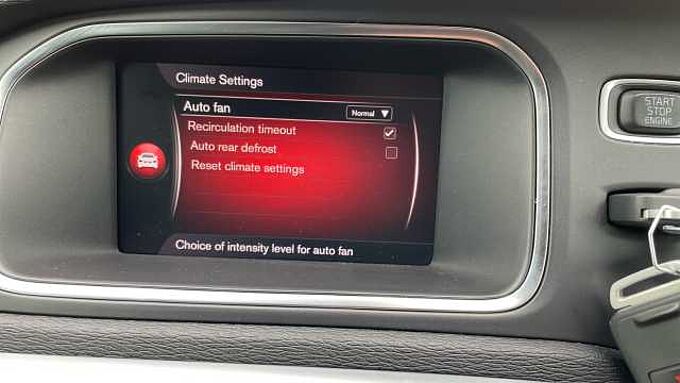 Climate Settings
Auto fan
Normal
Recirculation timeout
Auto rear defrost
Reset climate settings
Choice of intensity level for auto fan
START
STOP
ENGINE